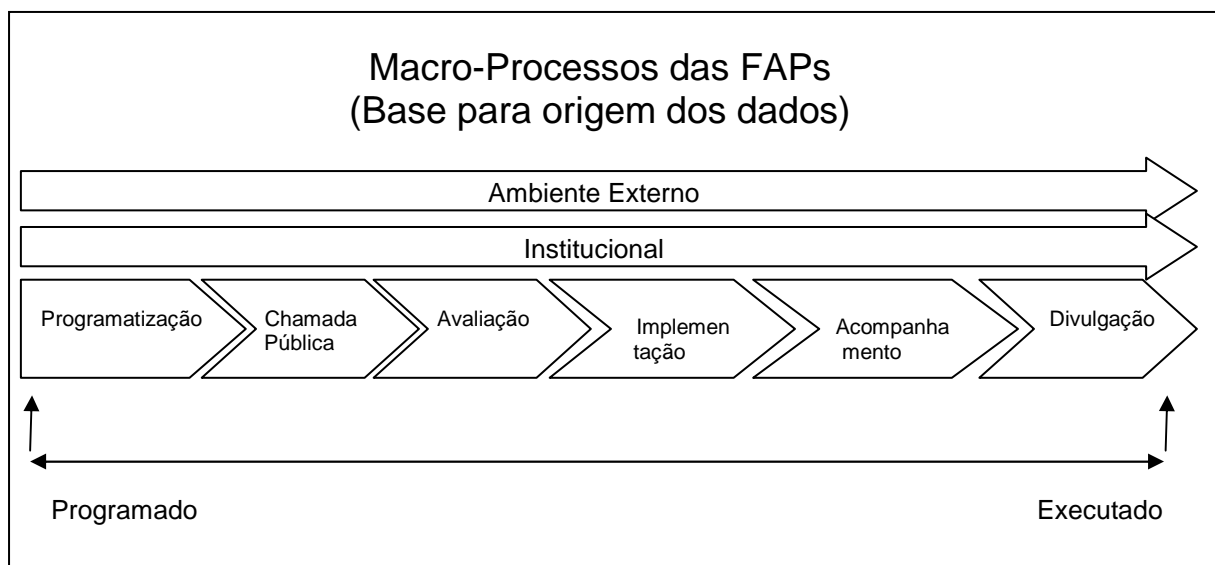 Macro-Processos das FAPs
(Base para origem dos dados)
Ambiente Externo
Institucional
Programatização
Chamada
Pública
Avaliação
Implemen
tação
Acompanha
mento
Divulgação
Programado
Executado